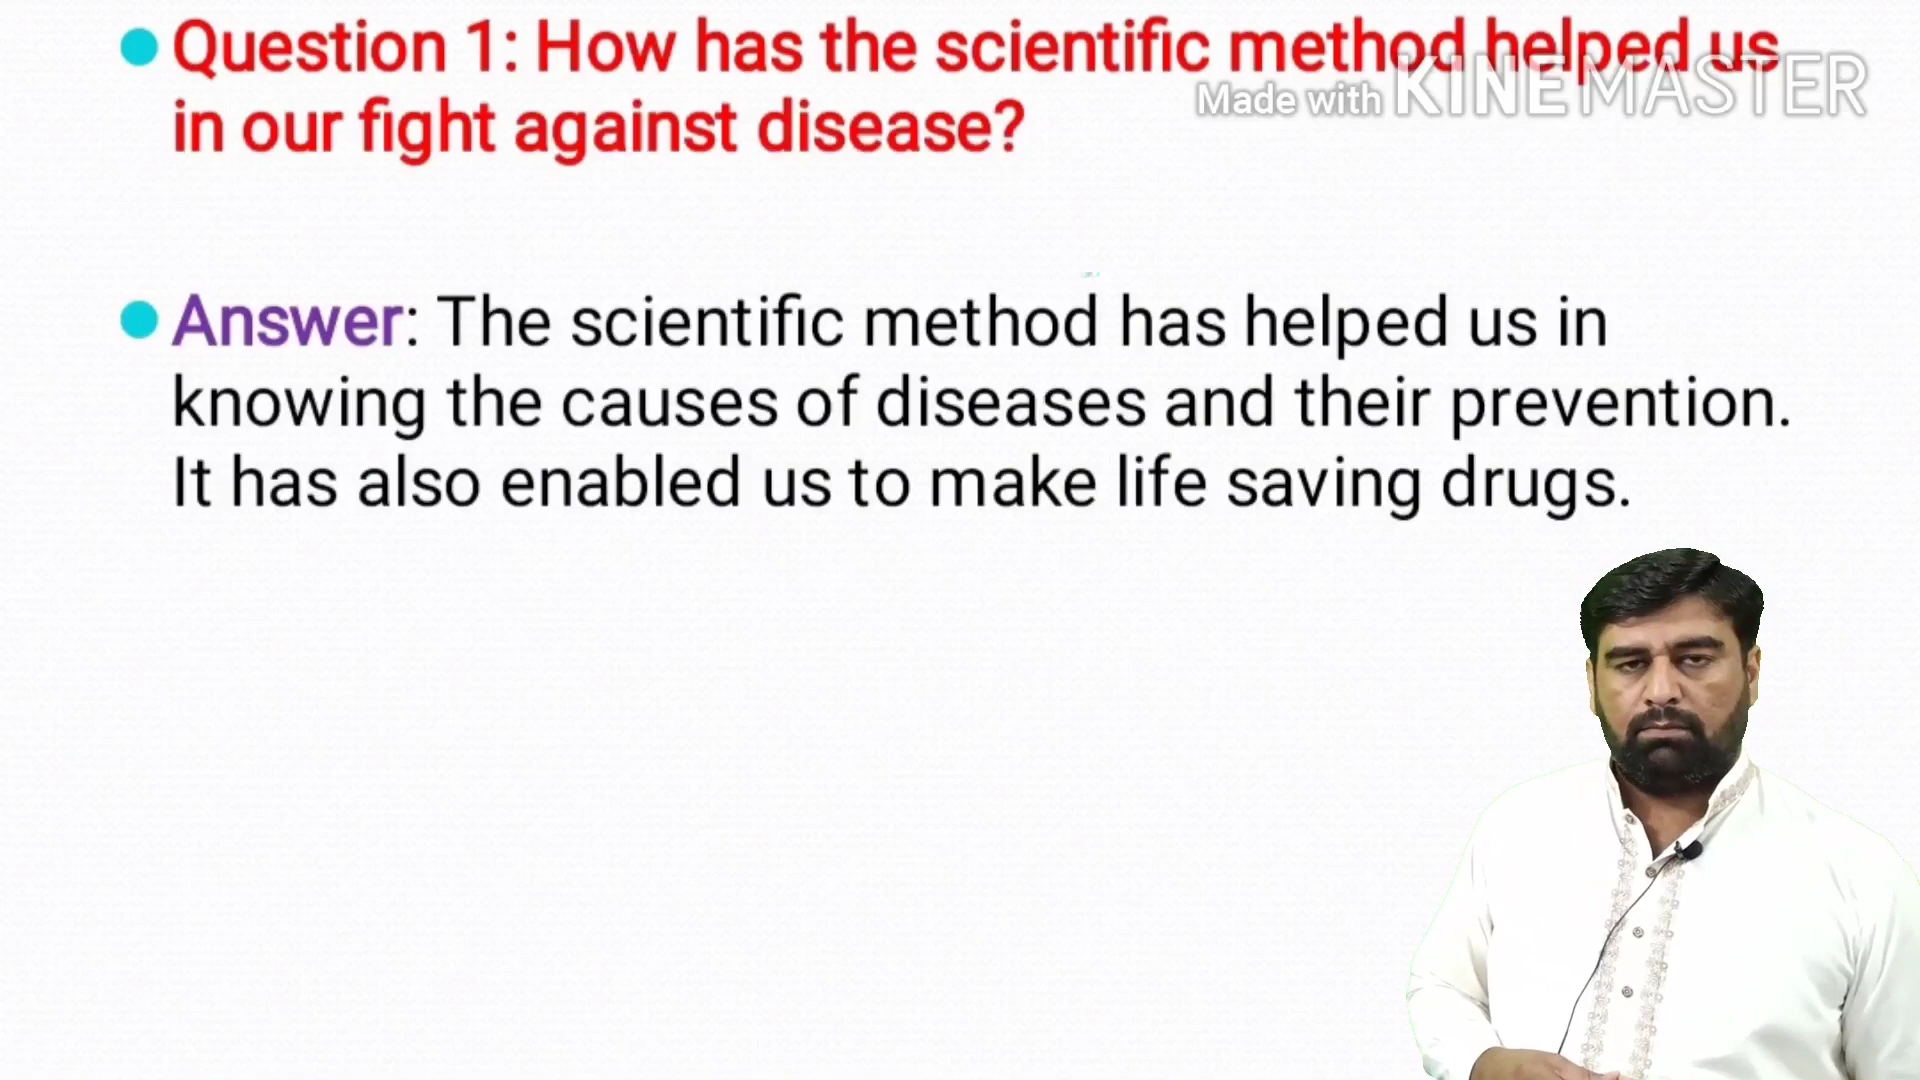 Question 1: How has the scientific method helped us
Made with KINEMASTER
in our fight against disease?
Answer: The scientific method has helped us in
knowing the causes of diseases and their prevention.
It has also enabled us to make life saving drugs.